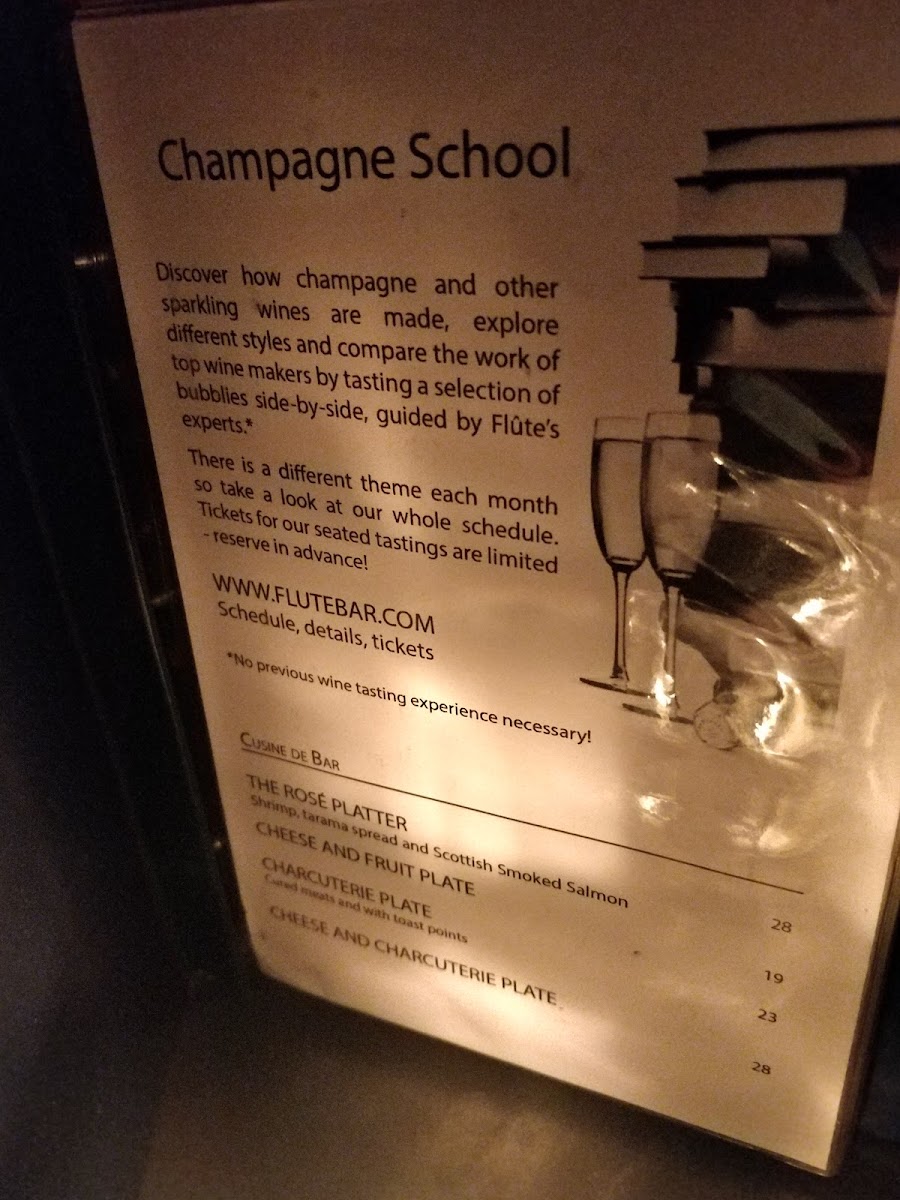 Champagne School
Discover how champagne and other
sparkling wines are made, explore
different styles and compare the work of
top wine makers by tasting a selection of
bubblies side-by-side, guided by Flûte's
experts.*
There is a different theme each month
so take a look at our whole schedule.
Tickets for our seated tastings are limited
- reserve in advance!
WWW.FLUTEBAR.COM
Schedule, details, tickets
*No previous wine tasting experience necessary!
CUSINE DE BAR
THE ROSÉ PLATTER 28
Shrimp, tarama spread and Scottish Smoked Salmon
CHEESE AND FRUIT PLATE 19
CHARCUTERIE PLATE 23
Cured meats and with toast points
CHEESE AND CHARCUTERIE PLATE 28